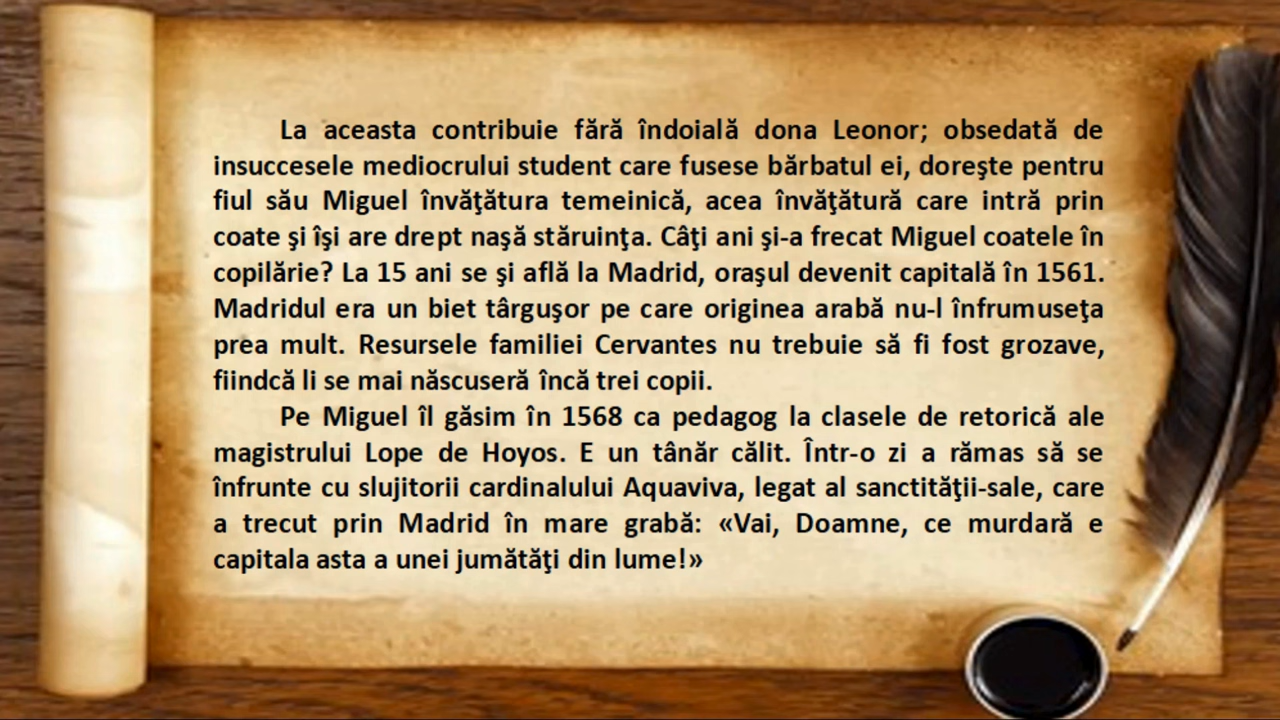 La aceasta contribuie fără îndoială dona Leonor; obsedată de
insuccesele mediocrului student care fusese bărbatul ei, doreşte pentru
fiul său Miguel învăţătura temeinică, acea învăţătură care intră prin
coate şi îşi are drept naşă stăruinţa. Câţi ani şi-a frecat Miguel coatele în
copilărie? La 15 ani se şi află la Madrid, oraşul devenit capitală în 1561.
Madridul era un biet târguşor pe care originea arabă nu-l înfrumuseţa
prea mult. Resursele familiei Cervantes nu trebuie să fi fost grozave,
fiindcă li se mai născuseră încă trei copii.
Pe Miguel îl găsim în 1568 ca pedagog la clasele de retorică ale
magistrului Lope de Hoyos. E un tânăr călit. Într-o zi a rămas să se
înfrunte cu slujitorii cardinalului Aquaviva, legat al sanctităţii-sale, care
a trecut prin Madrid în mare grabă: «Vai, Doamne, ce murdară e
capitala asta a unei jumătăţi din lume!»